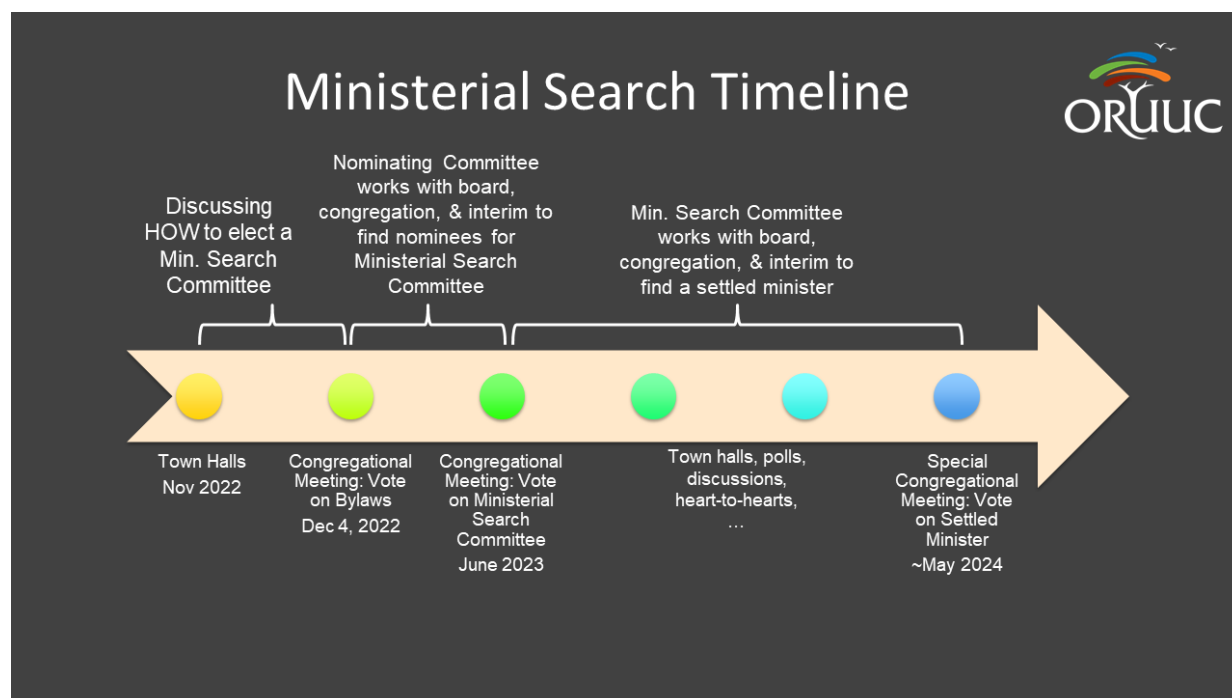 Ministerial Search Timeline
ORUUC
Discussing
HOW to elect a
Min. Search
Committee
Nominating Committee
works with board,
congregation, & interim to
find nominees for
Ministerial Search
Committee
Min. Search Committee
works with board,
congregation, & interim to
find a settled minister
Town Halls
Nov 2022
Congregational
Meeting: Vote
on Bylaws
Dec 4, 2022
Congregational
Meeting: Vote
on Ministerial
Search
Committee
June 2023
Town halls, polls,
discussions,
heart-to-hearts,
…
Special
Congregational
Meeting: Vote
on Settled
Minister
~May 2024